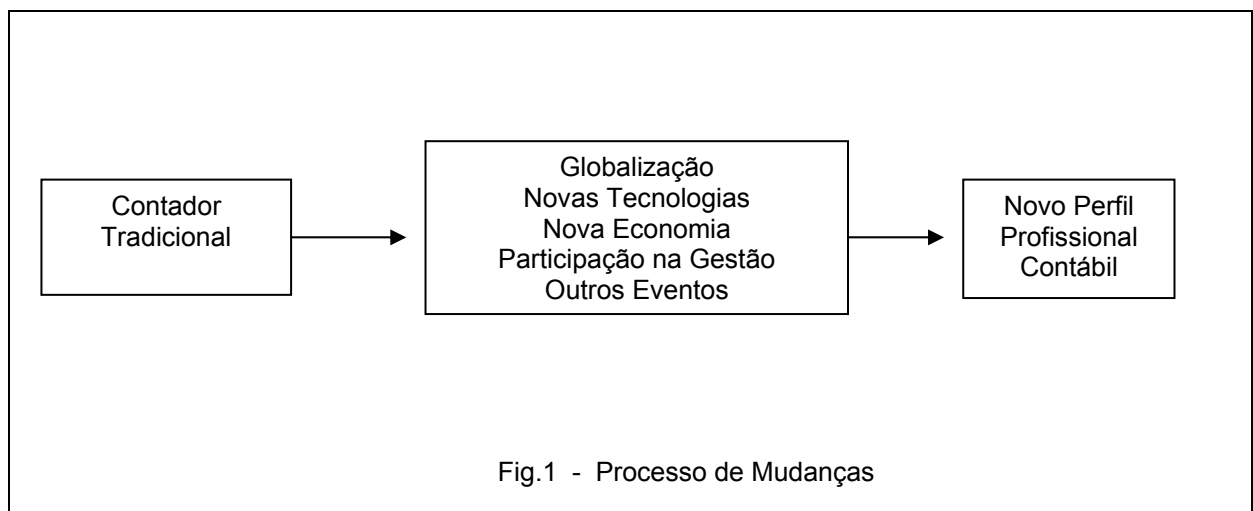 Contador
Tradicional
Globalização
Novas Tecnologias
Nova Economia
Participação na Gestão
Outros Eventos
Novo Perfil
Profissional
Contábil
Fig.1 - Processo de Mudanças